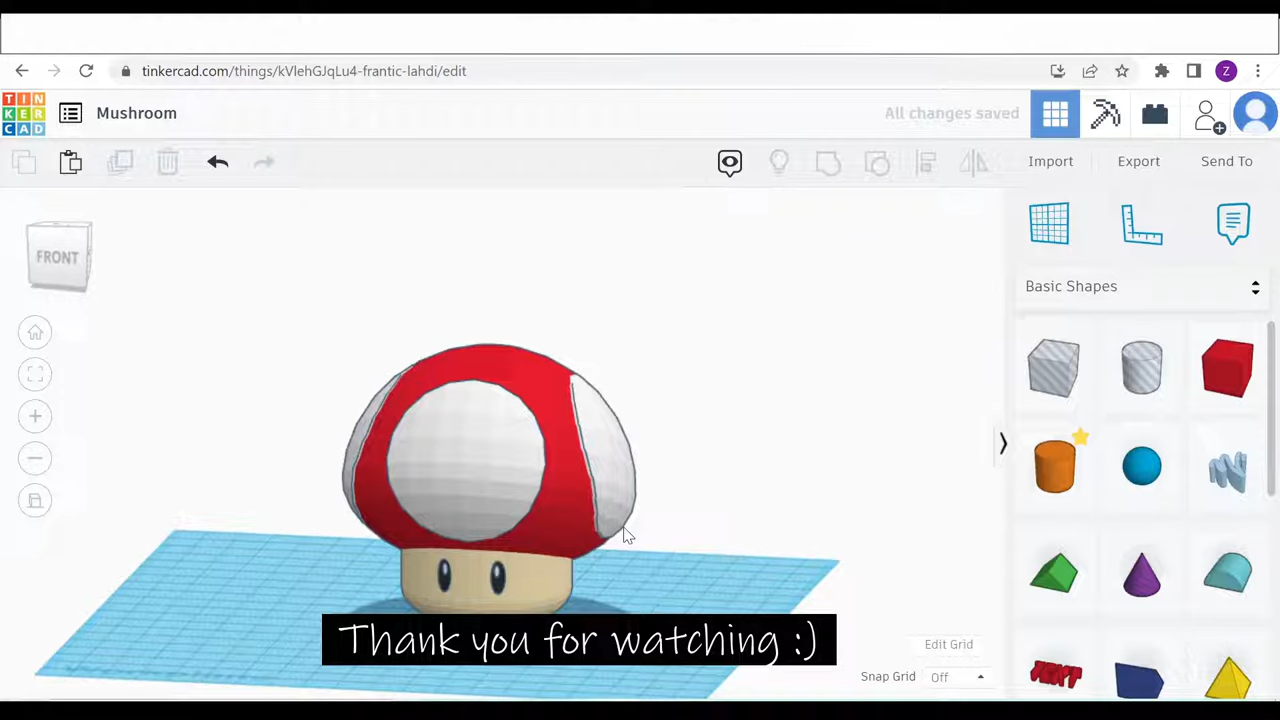 tinkercad.com/things/kVlehGJqLu4-frantic-lahdi/edit
Z
TIN
KER
CAD
Mushroom
All changes saved
Import
Export
Send To
FRONT
Basic Shapes
TEXT
Thank you for watching :)
Edit Grid
Snap Grid
Off